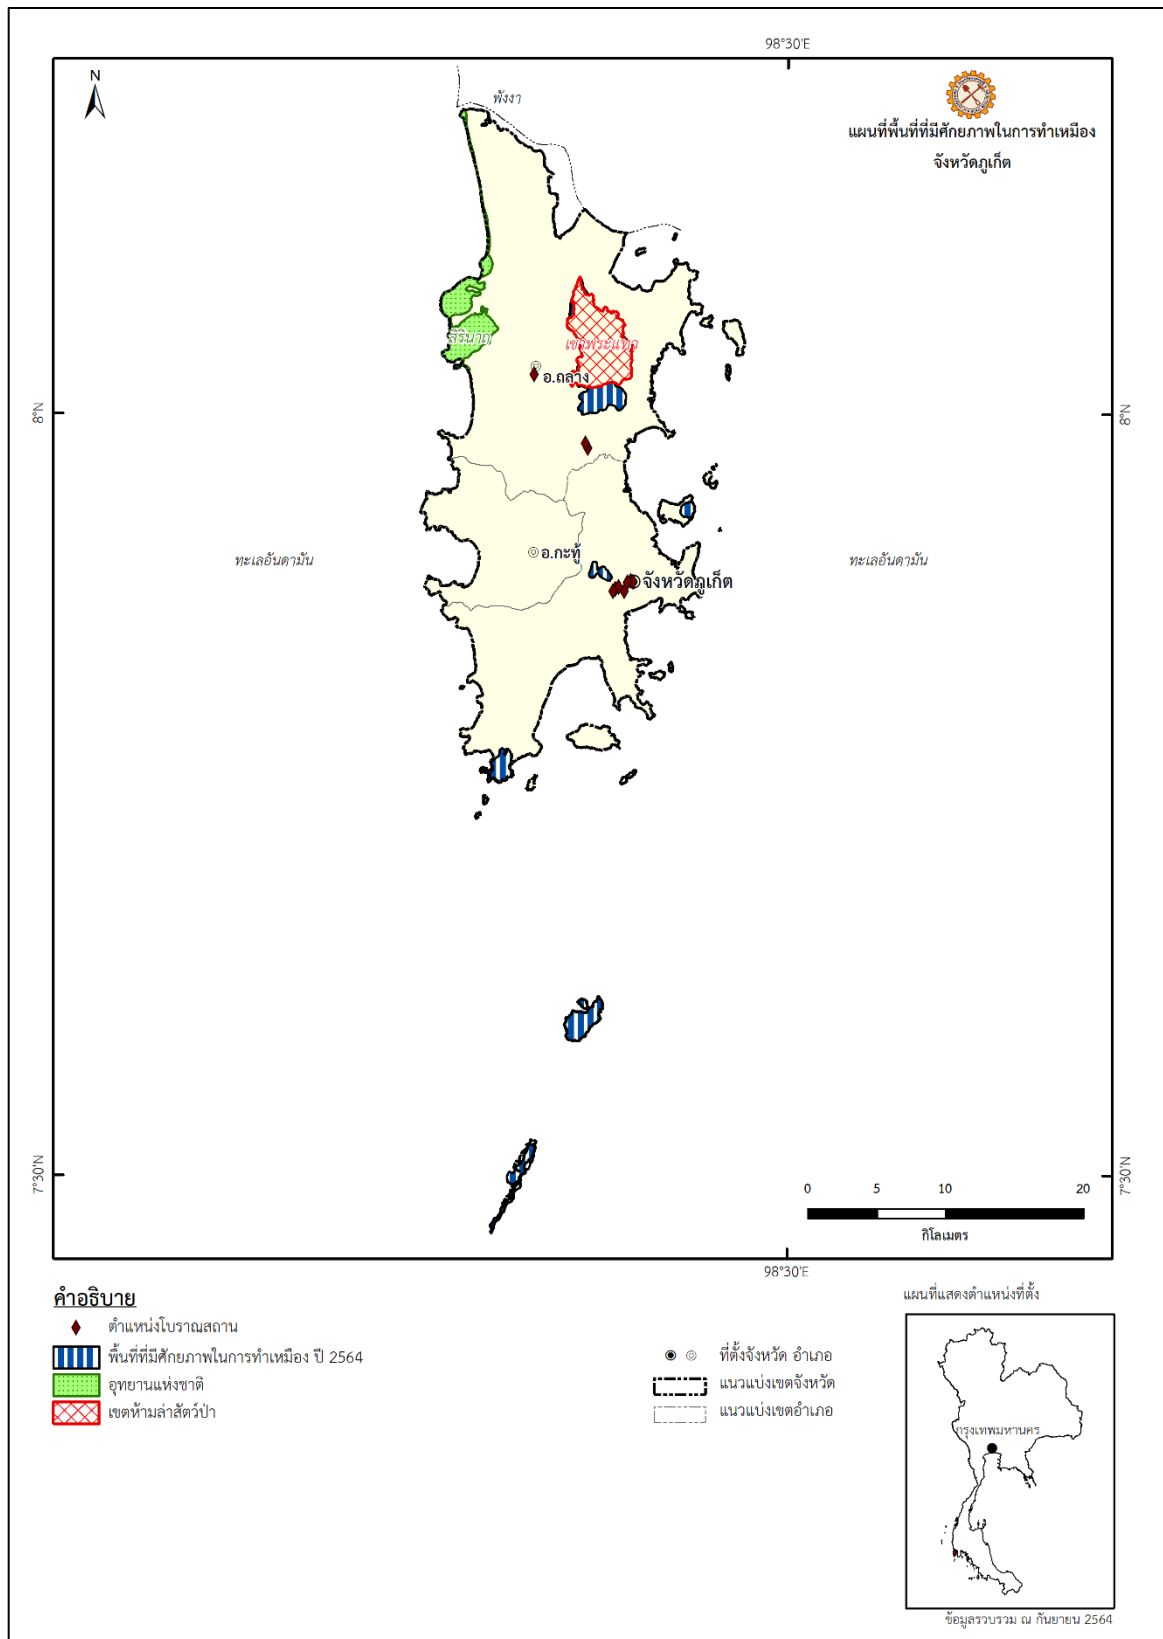 98°30'E
N
พังงา
แผนที่พื้นที่ที่มีศักยภาพในการทำเหมือง
จังหวัดภูเก็ต
สิรินาถ
เขาพระแทว
อ.ถลาง
8°N
8°N
อ.กะทู้
ทะเลอันดามัน
ทะเลอันดามัน
จังหวัดภูเก็ต
7°30'N
7°30'N
0 5 10 20
กิโลเมตร
98°30'E
คำอธิบาย
ตำแหน่งโบราณสถาน
พื้นที่ที่มีศักยภาพในการทำเหมือง ปี 2564
อุทยานแห่งชาติ
เขตห้ามล่าสัตว์ป่า
ที่ตั้งจังหวัด อำเภอ
แนวแบ่งเขตจังหวัด
แนวแบ่งเขตอำเภอ
แผนที่แสดงตำแหน่งที่ตั้ง
กรุงเทพมหานคร
ข้อมูลรวบรวม ณ กันยายน 2564